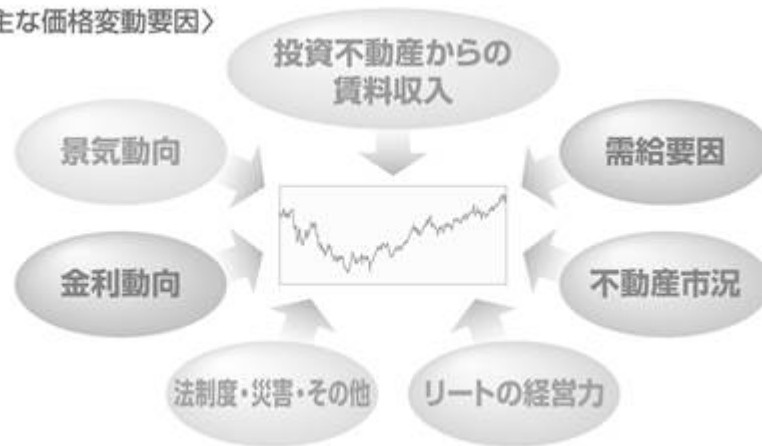 主な価格変動要因〉
投資不動産からの
賃料収入
景気動向
需給要因
金利動向
不動産市況
法制度・災害・その他
リートの経営力